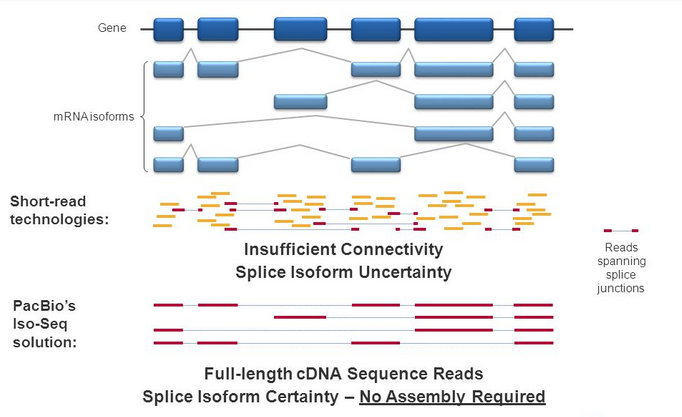 Gene
mRNA isoforms
Short-read
technologies:
Insufficient Connectivity
Splice Isoform Uncertainty
Reads
spanning
splice
junctions
PacBio's
Iso-Seq
solution:
Full-length cDNA Sequence Reads
Splice Isoform Certainty – No Assembly Required